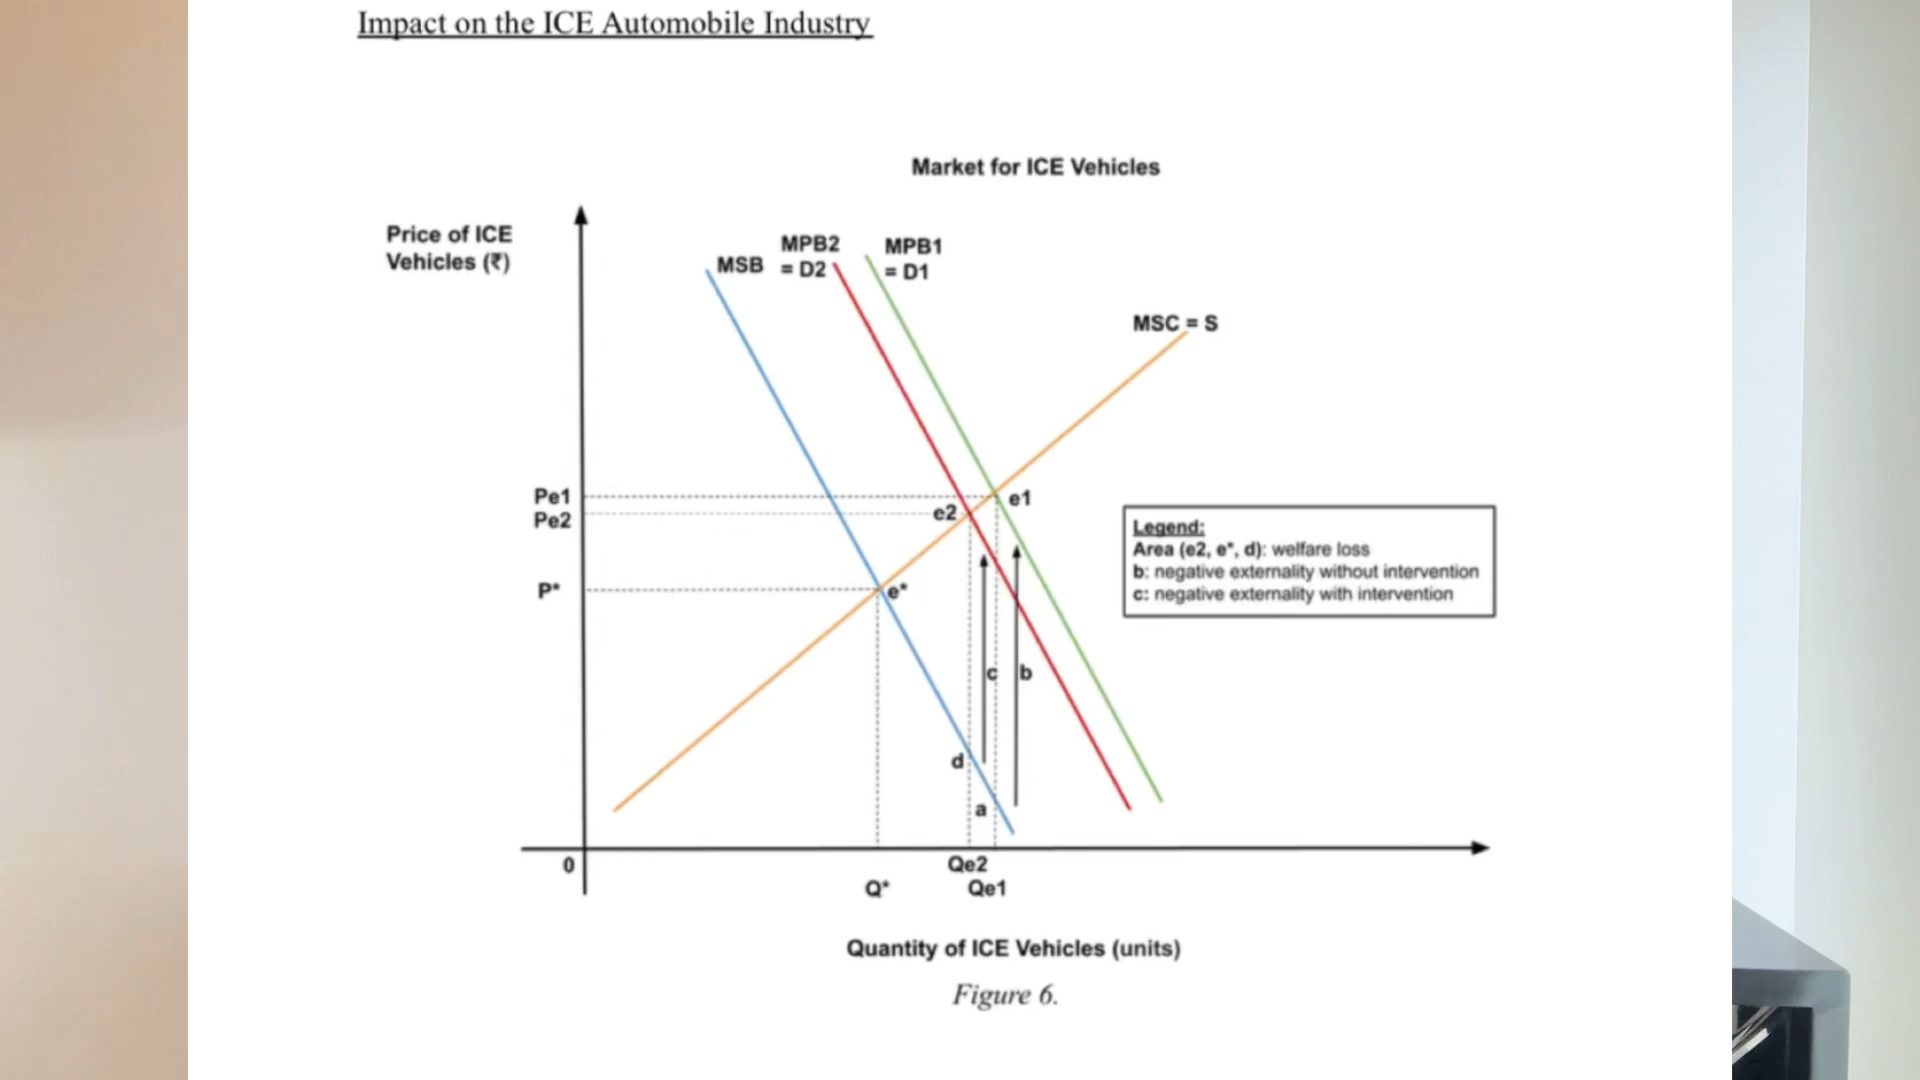 Impact on the ICE Automobile Industry
Market for ICE Vehicles
Price of ICE
Vehicles (₹)
MSB
MPB2
= D2
MPB1
= D1
MSC = S
Pe1
Pe2
P*
e2
e1
e*
c
b
d
a
Legend:
Area (e2, e*, d): welfare loss
b: negative externality without intervention
c: negative externality with intervention
0
Q*
Qe2
Qe1
Quantity of ICE Vehicles (units)
Figure 6.